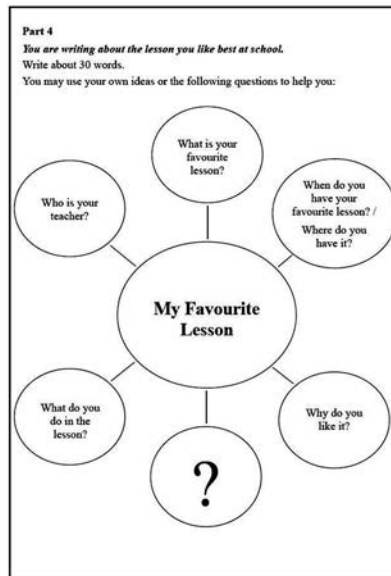 Part 4
You are writing about the lesson you like best at school.
Write about 30 words.
You may use your own ideas or the following questions to help you:
What is your
favourite
lesson?
Who is your
teacher?
When do you
have your
favourite lesson? /
Where do you
have it?
My Favourite
Lesson
What do you
do in the
lesson?
Why do you
like it?
?